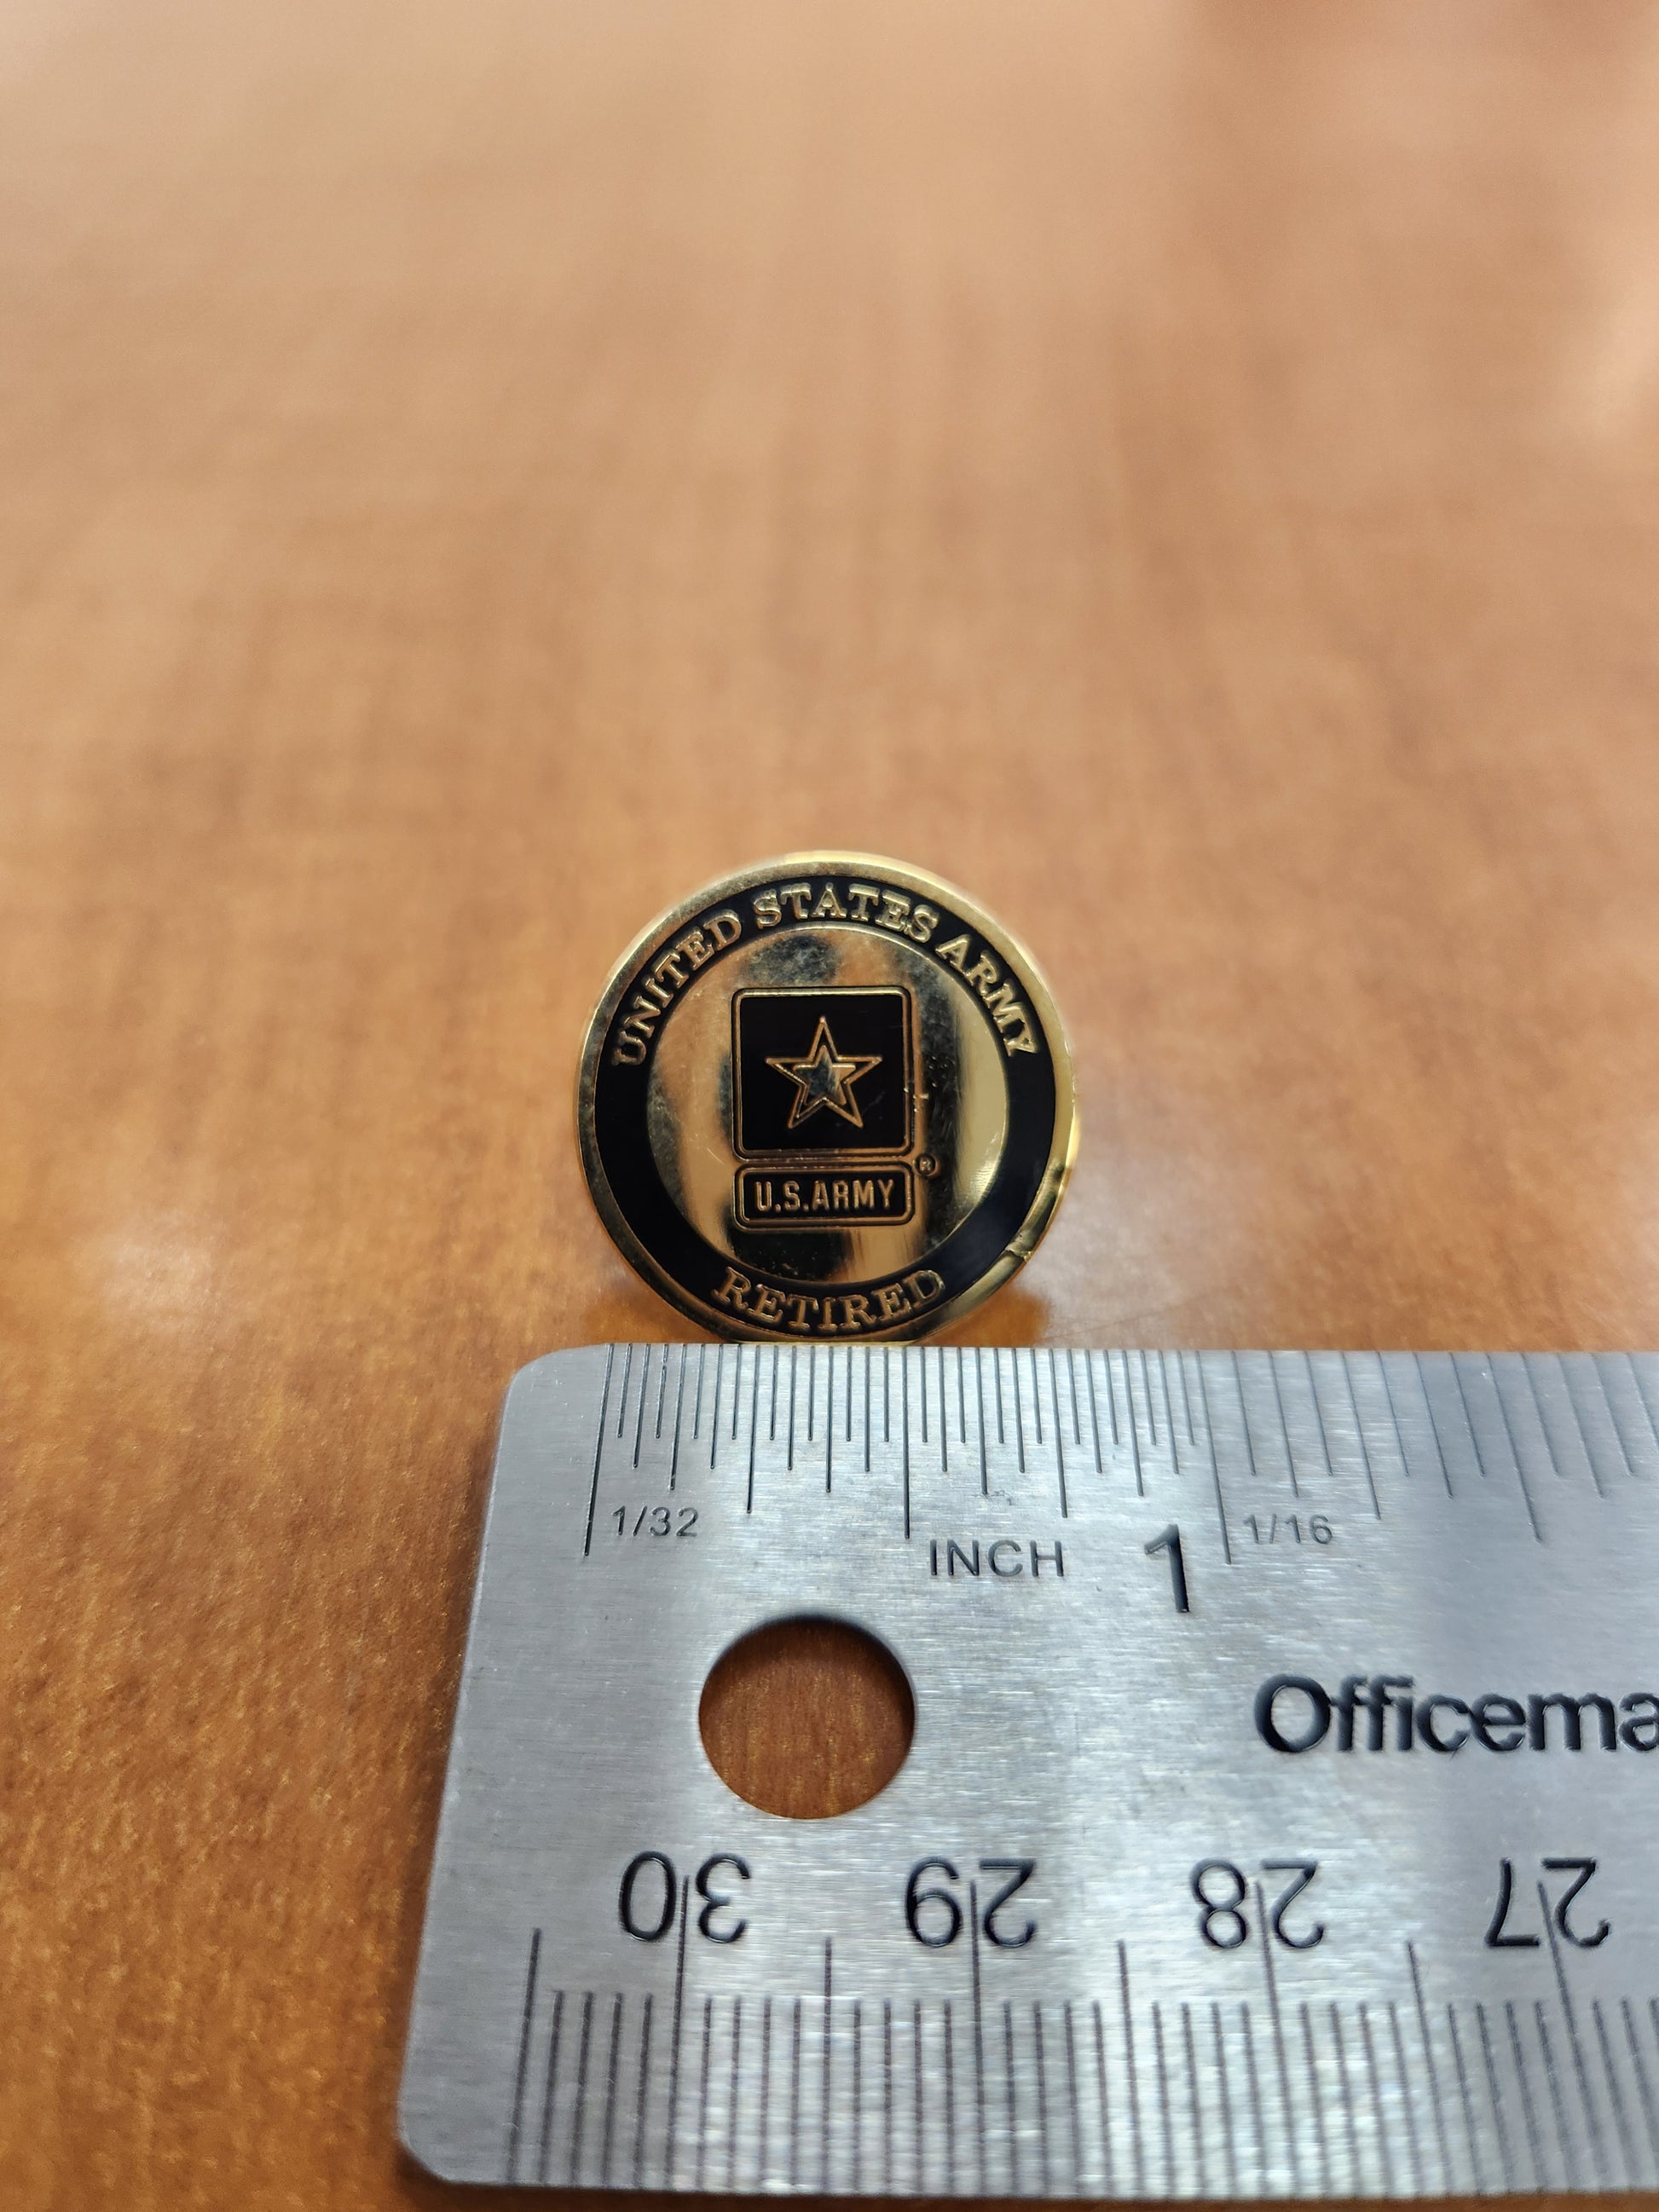 UNITED STATES ARMY
U.S.ARMY®
RETIRED
1/32
INCH
1
1/16
Officema
30 29 28 27